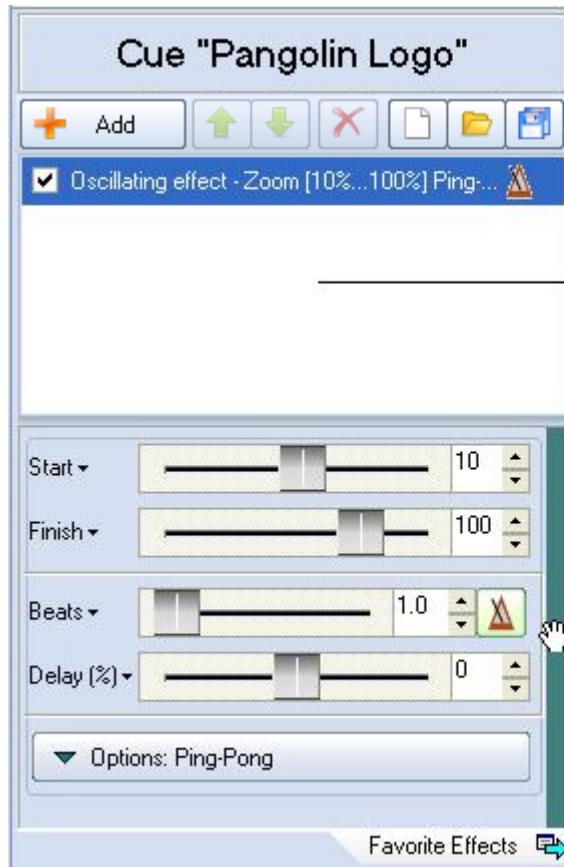 Cue "Pangolin Logo"
Add
Oscillating effect - Zoom [10%...100%] Ping-...
Start
10
Finish
100
Beats
1.0
Delay (%)
0
Options: Ping-Pong
Favorite Effects